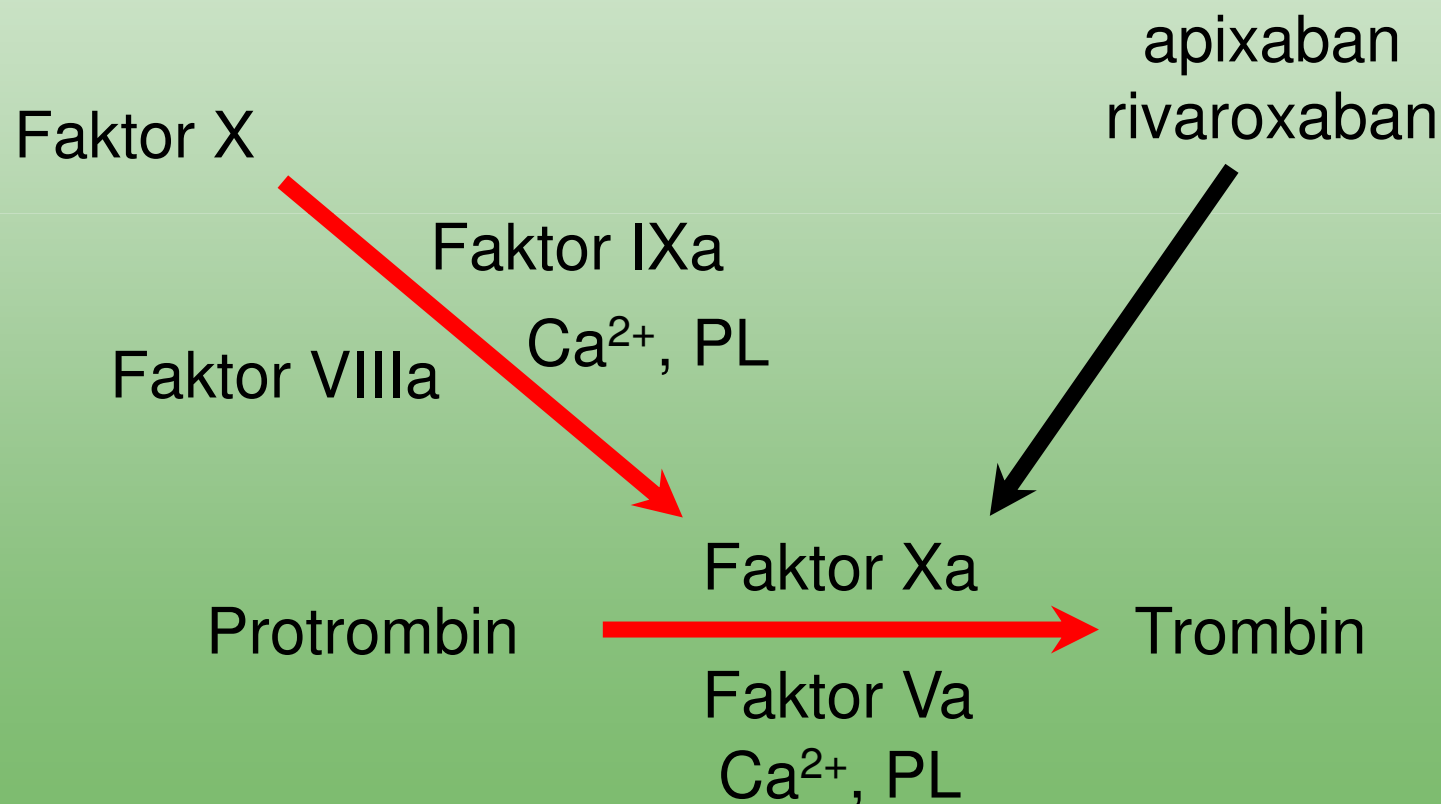 apixaban
rivaroxaban
Faktor X
Faktor IXa
Ca²⁺, PL
Faktor VIIIa
Faktor Xa
Protrombin
Trombin
Faktor Va
Ca²⁺, PL